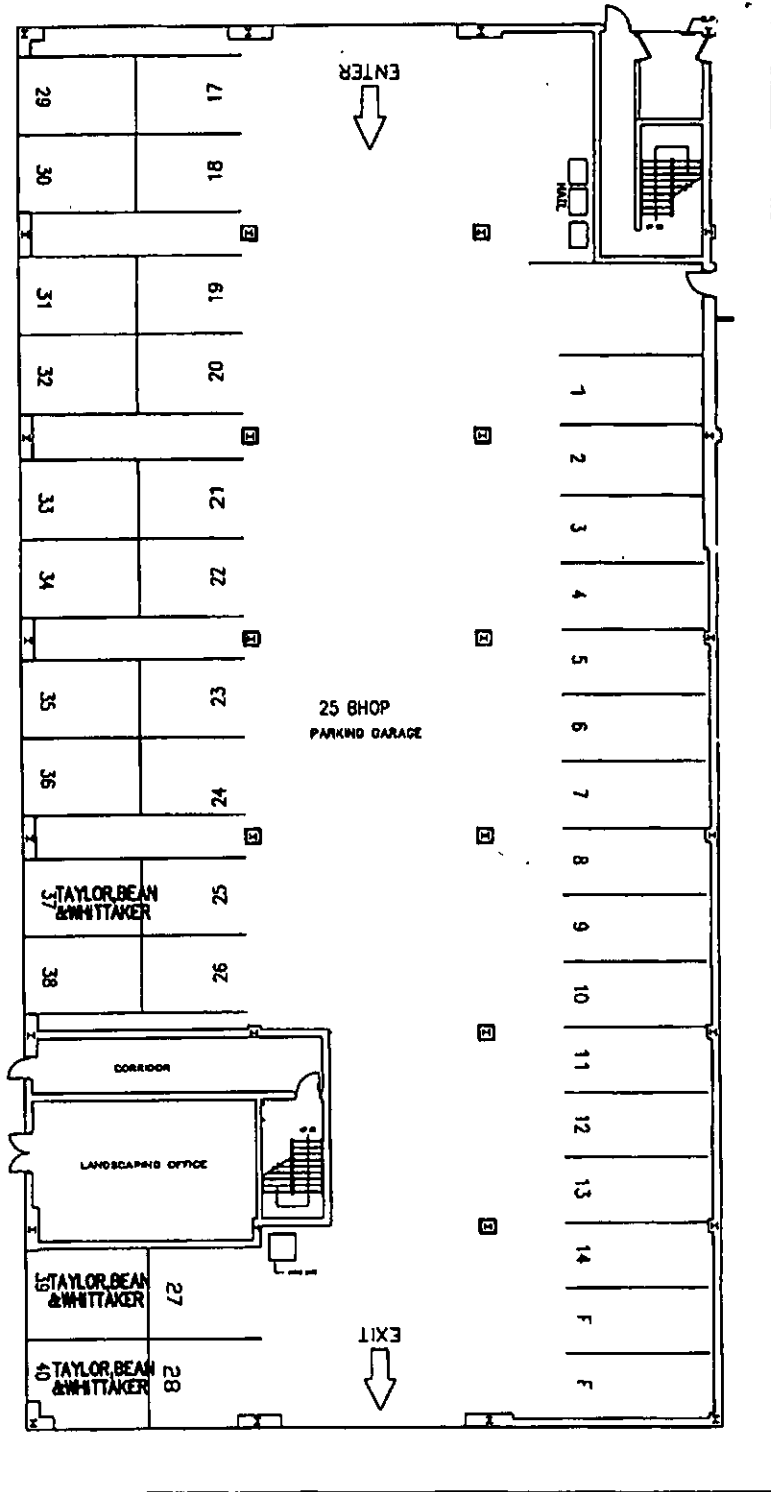 ENTER
29 17
30 18
MAIL
31 19
32 20
1
2
33 21
3
34 22
4
5
35 23
25 BHOP
6
PARKING GARAGE
36 24
7
8
37 TAYLOR,BEAN 25
&WHITTAKER
9
38 26
10
11
CORRIDOR
12
LANDSCAPING OFFICE
13
14
39 TAYLOR,BEAN 27
&WHITTAKER
F
EXIT
40 TAYLOR,BEAN 28
&WHITTAKER
F